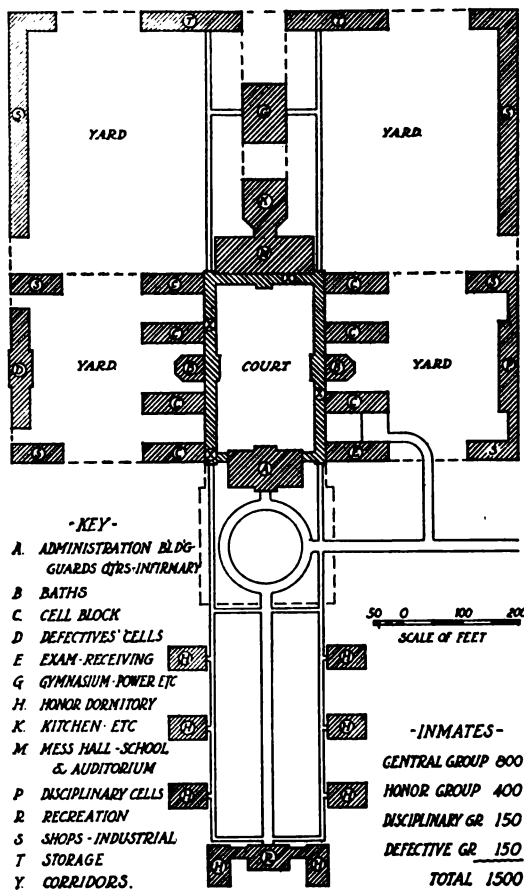 T
T
S
YARD
G
YARD.
S
K
M
S
C
Y
C
S
Y
C
C
D
YARD.
B
COURT
B
YARD
P
C
Y
C
S
C
A
E
S
-KEY-
A. ADMINISTRATION BLDG-
GUARDS QTRS-INFIRMARY
B BATHS
C CELL BLOCK
D DEFECTIVES' CELLS
E EXAM-RECEIVING
G GYMNASIUM-POWER ETC
H. HONOR DORMITORY
K KITCHEN-ETC
M MESS HALL-SCHOOL
& AUDITORIUM
P DISCIPLINARY CELLS
R RECREATION
S SHOPS-INDUSTRIAL
T STORAGE
Y. CORRIDORS.
50 0 100 200
SCALE OF FEET
H
H
H
H
H
H
H
R
H
-INMATES-
CENTRAL GROUP 800
HONOR GROUP 400
DISCIPLINARY GR 150
DEFECTIVE GR 150
TOTAL 1500